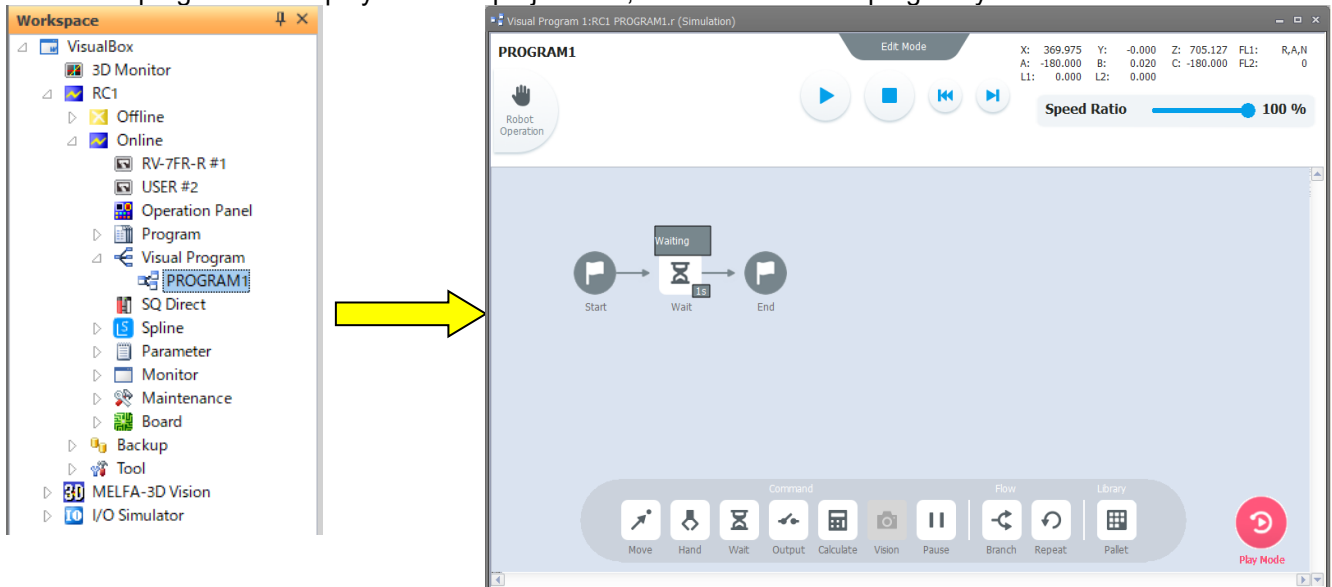 Workspace
VisualBox
3D Monitor
RC1
Offline
Online
RV-7FR-R #1
USER #2
Operation Panel
Program
Visual Program
PROGRAM1
SQ Direct
Spline
Parameter
Monitor
Maintenance
Board
Backup
Tool
MELFA-3D Vision
I/O Simulator
Visual Program 1:RC1 PROGRAM1.r (Simulation)
PROGRAM1
Edit Mode
X: 369.975 Y: -0.000 Z: 705.127 FL1: R,A,N
A: -180.000 B: 0.020 C: -180.000 FL2: 0
L1: 0.000 L2: 0.000
Robot
Operation
Speed Ratio 100 %
Waiting
1s
Start Wait End
Command Flow Library
Move Hand Wait Output Calculate Vision Pause Branch Repeat Pallet
Play Mode